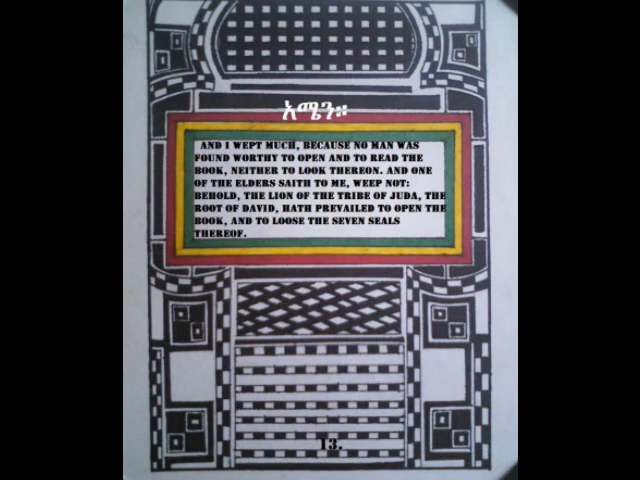 አሜን።
AND I WEPT MUCH, BECAUSE NO MAN WAS
FOUND WORTHY TO OPEN AND TO READ THE
BOOK, NEITHER TO LOOK THEREON. AND ONE
OF THE ELDERS SAITH TO ME, WEEP NOT:
BEHOLD, THE LION OF THE TRIBE OF JUDA, THE
ROOT OF DAVID, HATH PREVAILED TO OPEN THE
BOOK, AND TO LOOSE THE SEVEN SEALS
THEREOF.
13.